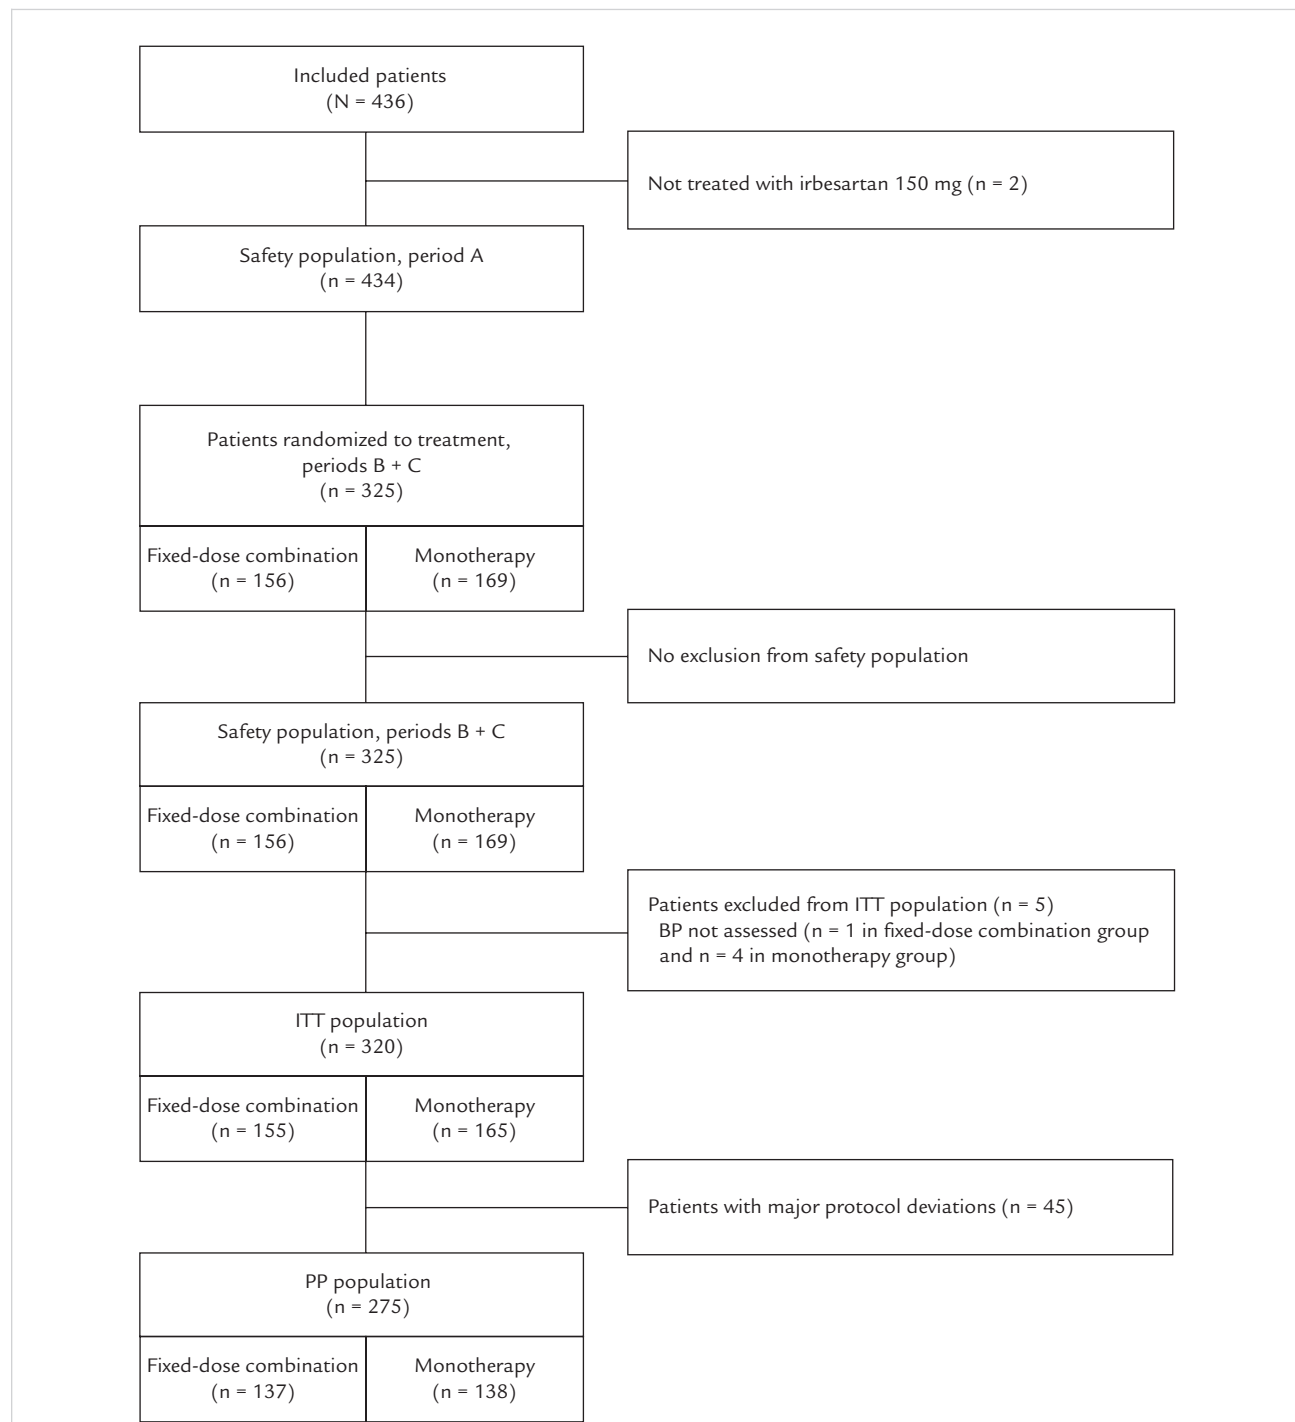 Included patients
(N = 436)
Not treated with irbesartan 150 mg (n = 2)
Safety population, period A
(n = 434)
Patients randomized to treatment,
periods B + C
(n = 325)
Fixed-dose combination
(n = 156)
Monotherapy
(n = 169)
No exclusion from safety population
Safety population, periods B + C
(n = 325)
Fixed-dose combination
(n = 156)
Monotherapy
(n = 169)
Patients excluded from ITT population (n = 5)
BP not assessed (n = 1 in fixed-dose combination group
and n = 4 in monotherapy group)
ITT population
(n = 320)
Fixed-dose combination
(n = 155)
Monotherapy
(n = 165)
Patients with major protocol deviations (n = 45)
PP population
(n = 275)
Fixed-dose combination
(n = 137)
Monotherapy
(n = 138)